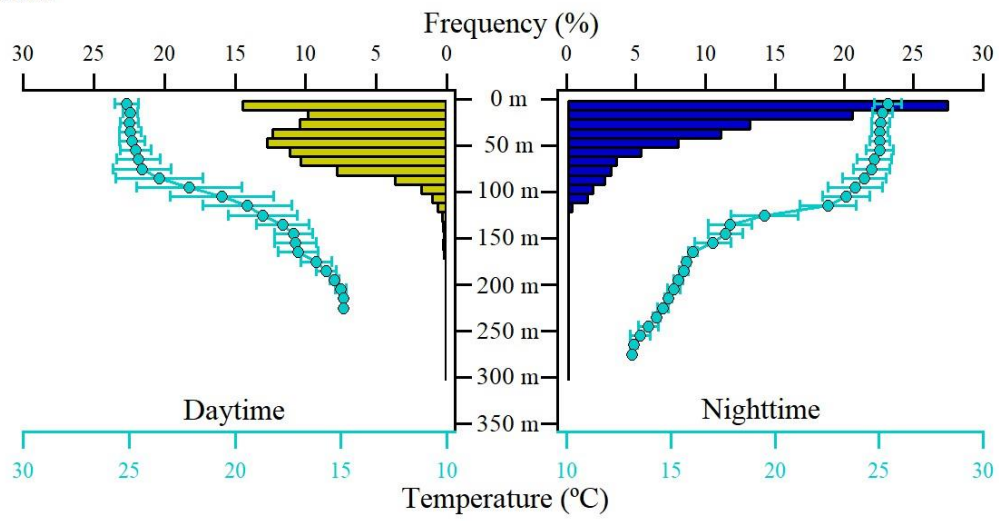 Frequency (%)
30 25 20 15 10 5 0 0 5 10 15 20 25 30
0 m
50 m
100 m
150 m
200 m
250 m
300 m
350 m
Daytime Nighttime
30 25 20 15 10 10 15 20 25 30
Temperature (ºC)